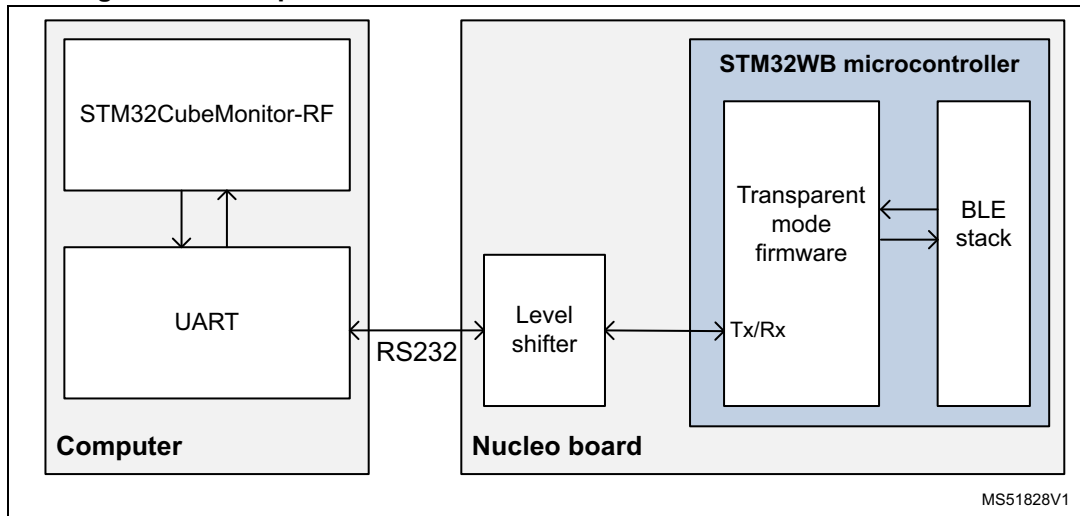 STM32CubeMonitor-RF
UART
Computer
RS232
Level
shifter
Nucleo board
STM32WB microcontroller
Transparent
mode
firmware
Tx/Rx
BLE
stack
MS51828V1